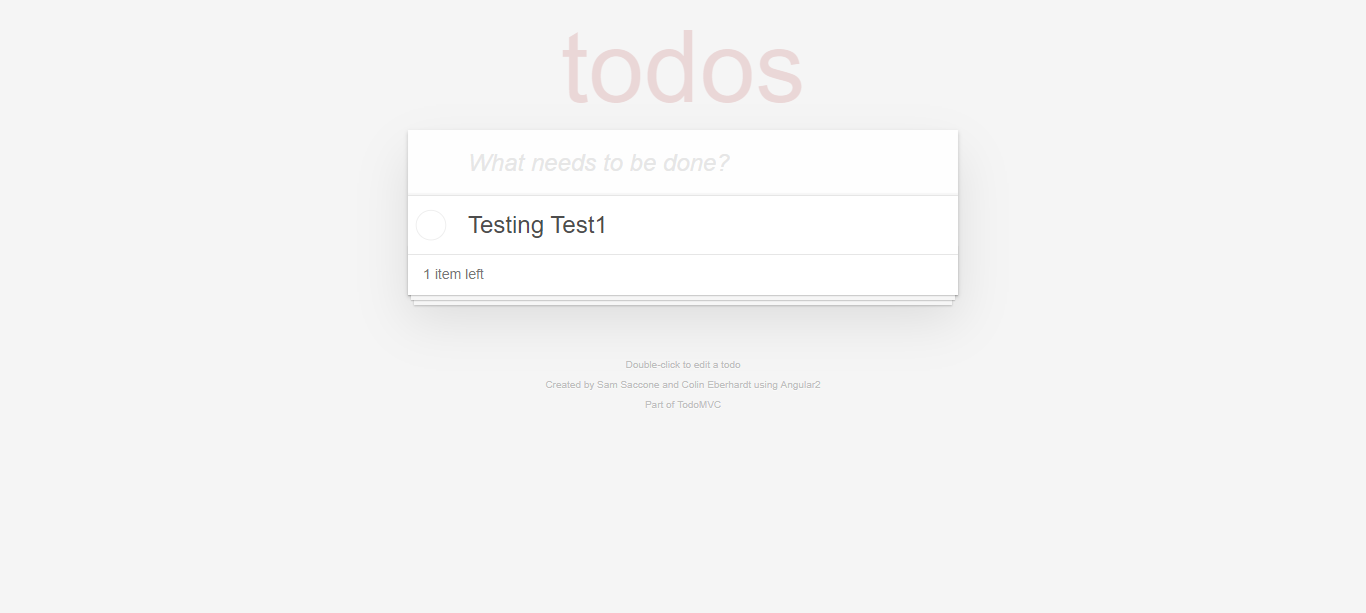 todos
What needs to be done?
Testing Test1
1 item left
Double-click to edit a todo
Created by Sam Saccone and Colin Eberhardt using Angular2
Part of TodoMVC